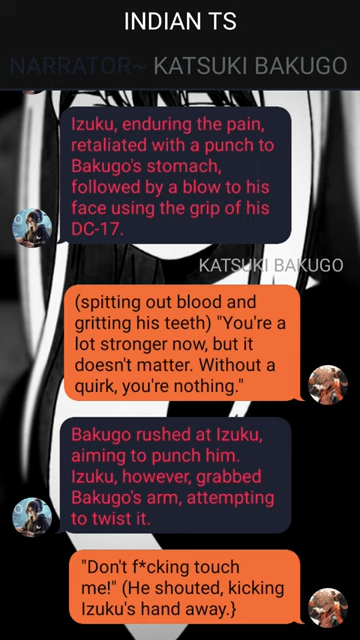 INDIAN TS
NARRATOR~ KATSUKI BAKUGO
Izuku, enduring the pain,
retaliated with a punch to
Bakugo's stomach,
followed by a blow to his
face using the grip of his
DC-17.
KATSUKI BAKUGO
(spitting out blood and
gritting his teeth) "You're a
lot stronger now, but it
doesn't matter. Without a
quirk, you're nothing."
Bakugo rushed at Izuku,
aiming to punch him.
Izuku, however, grabbed
Bakugo's arm, attempting
to twist it.
"Don't f*cking touch
me!" (He shouted, kicking
Izuku's hand away.}